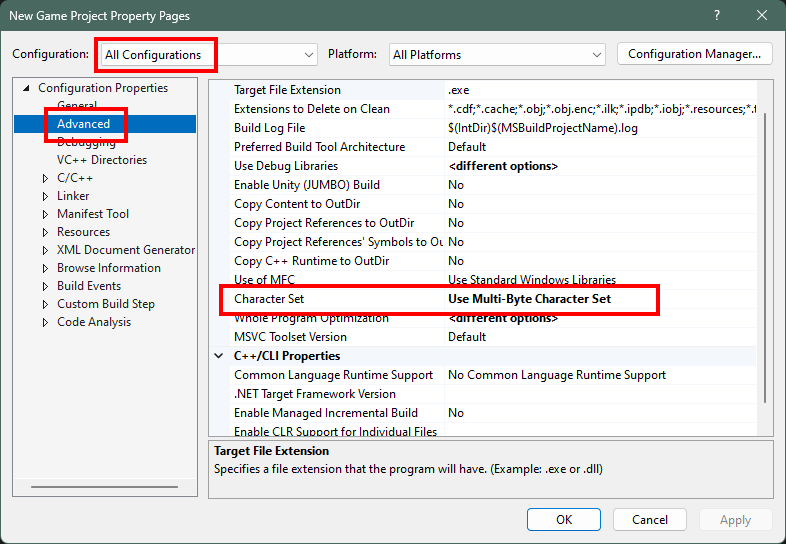 New Game Project Property Pages
Configuration: All Configurations Platform: All Platforms Configuration Manager...
Configuration Properties
General
Advanced
Debugging
VC++ Directories
C/C++
Linker
Manifest Tool
Resources
XML Document Generator
Browse Information
Build Events
Custom Build Step
Code Analysis
Target File Extension .exe
Extensions to Delete on Clean *.cdf;*.cache;*.obj;*.obj.enc;*.ilk;*.ipdb;*.iobj;*.resources;*.t
Build Log File $(IntDir)$(MSBuildProjectName).log
Preferred Build Tool Architecture Default
Use Debug Libraries <different options>
Enable Unity (JUMBO) Build No
Copy Content to OutDir No
Copy Project References to OutDir No
Copy Project References' Symbols to Ou No
Copy C++ Runtime to OutDir No
Use of MFC Use Standard Windows Libraries
Character Set Use Multi-Byte Character Set
Whole Program Optimization <different options>
MSVC Toolset Version Default
C++/CLI Properties
Common Language Runtime Support No Common Language Runtime Support
.NET Target Framework Version
Enable Managed Incremental Build No
Enable CLR Support for Individual Files
Target File Extension
Specifies a file extension that the program will have. (Example: .exe or .dll)
OK Cancel Apply